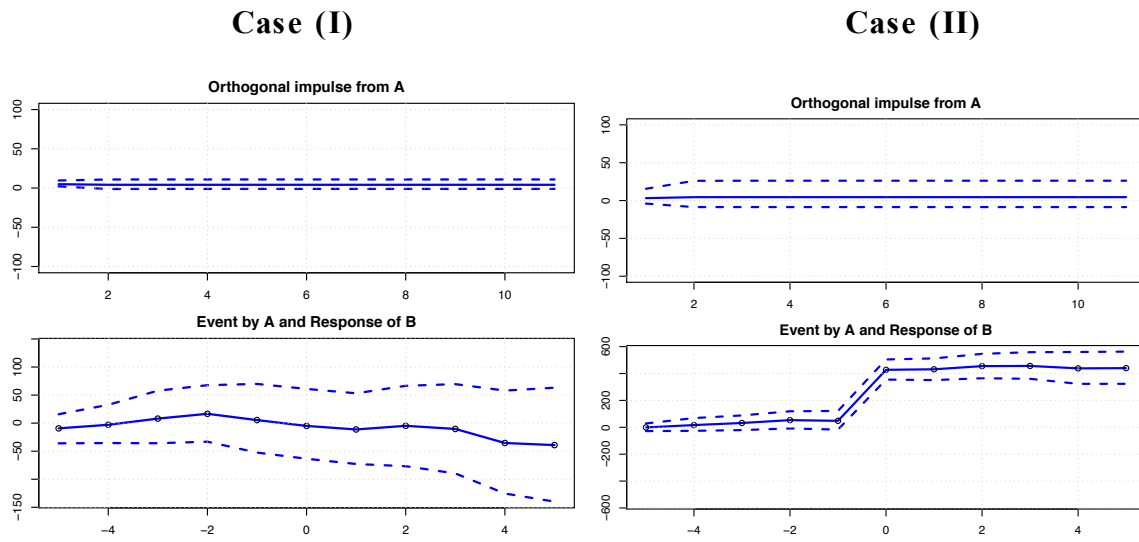 Case (I)
Orthogonal impulse from A
100
50
0
−50
−100
2 4 6 8 10
Event by A and Response of B
100
50
0
−50
−150
−4 −2 0 2 4
Case (II)
Orthogonal impulse from A
100
50
0
−50
−100
2 4 6 8 10
Event by A and Response of B
600
200
0
−200
−600
−4 −2 0 2 4